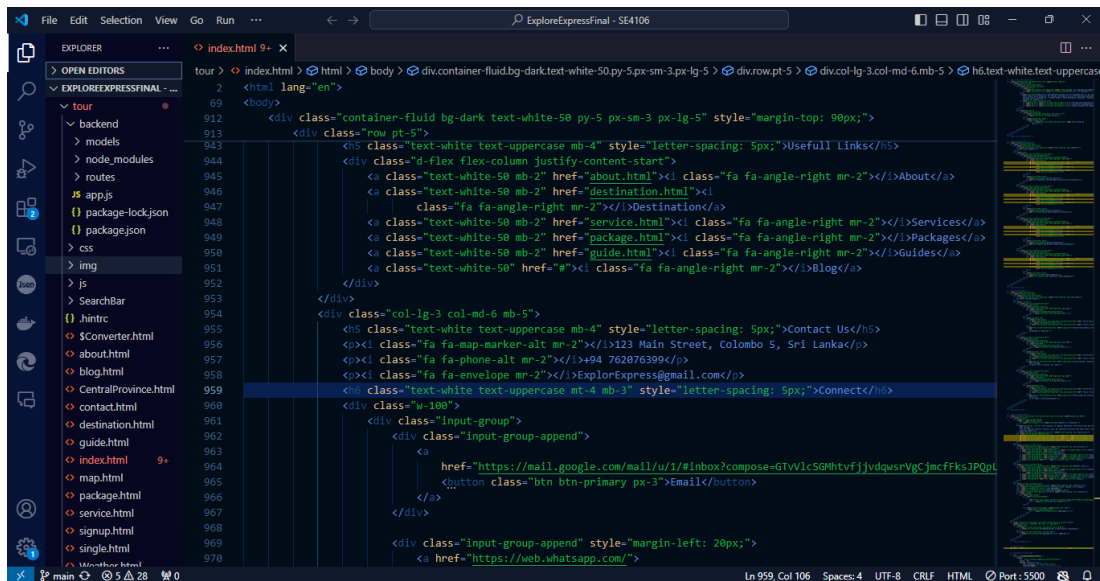 File Edit Selection View Go Run ···
ExploreExpressFinal - SE4106
EXPLORER ···
OPEN EDITORS
EXPLOREEXPRESSFINAL - ...
tour
backend
models
node_modules
routes
JS app.js
{} package-lock.json
{} package.json
css
img
js
SearchBar
{} .hintrc
<> $Converter.html
<> about.html
<> blog.html
<> CentralProvince.html
<> contact.html
<> destination.html
<> guide.html
<> index.html 9+
<> map.html
<> package.html
<> service.html
<> signup.html
<> single.html
<> Weather.html
2
Json
1
<> index.html 9+ ×
tour > <> index.html > html > body > div.container-fluid.bg-dark.text-white-50.py-5.px-sm-3.px-lg-5 > div.row.pt-5 > div.col-lg-3.col-md-6.mb-5 > h6.text-white.text-uppercase
2 <html lang="en">
69 <body>
912 <div class="container-fluid bg-dark text-white-50 py-5 px-sm-3 px-lg-5" style="margin-top: 90px;">
913 <div class="row pt-5">
943 <h5 class="text-white text-uppercase mb-4" style="letter-spacing: 5px;">Usefull Links</h5>
944 <div class="d-flex flex-column justify-content-start">
945 <a class="text-white-50 mb-2" href="about.html"><i class="fa fa-angle-right mr-2"></i>About</a>
946 <a class="text-white-50 mb-2" href="destination.html"><i
947 class="fa fa-angle-right mr-2"></i>Destination</a>
948 <a class="text-white-50 mb-2" href="service.html"><i class="fa fa-angle-right mr-2"></i>Services</a>
949 <a class="text-white-50 mb-2" href="package.html"><i class="fa fa-angle-right mr-2"></i>Packages</a>
950 <a class="text-white-50 mb-2" href="guide.html"><i class="fa fa-angle-right mr-2"></i>Guides</a>
951 <a class="text-white-50" href="#"><i class="fa fa-angle-right mr-2"></i>Blog</a>
952 </div>
953 </div>
954 <div class="col-lg-3 col-md-6 mb-5">
955 <h5 class="text-white text-uppercase mb-4" style="letter-spacing: 5px;">Contact Us</h5>
956 <p><i class="fa fa-map-marker-alt mr-2"></i>123 Main Street, Colombo 5, Sri Lanka</p>
957 <p><i class="fa fa-phone-alt mr-2"></i>+94 762076399</p>
958 <p><i class="fa fa-envelope mr-2"></i>ExplorExpress@gmail.com</p>
959 <h6 class="text-white text-uppercase mt-4 mb-3" style="letter-spacing: 5px;">Connect</h6>
960 <div class="w-100">
961 <div class="input-group">
962 <div class="input-group-append">
963 <a
964 href="https://mail.google.com/mail/u/1/#inbox?compose=GTvVlcSGMhtvfjjvdqwsrVgCjmcfFksJPQpL
965 <button class="btn btn-primary px-3">Email</button>
966 </a>
967 </div>
968
969 <div class="input-group-append" style="margin-left: 20px;">
970 <a href="https://web.whatsapp.com/">
main 5 28 0
Ln 959, Col 106 Spaces: 4 UTF-8 CRLF HTML Port : 5500